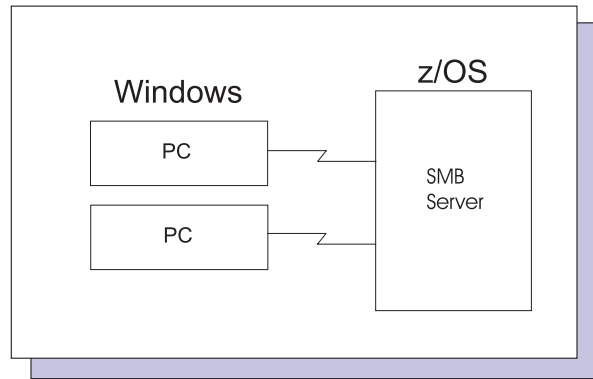 Windows
PC
PC
z/OS
SMB
Server